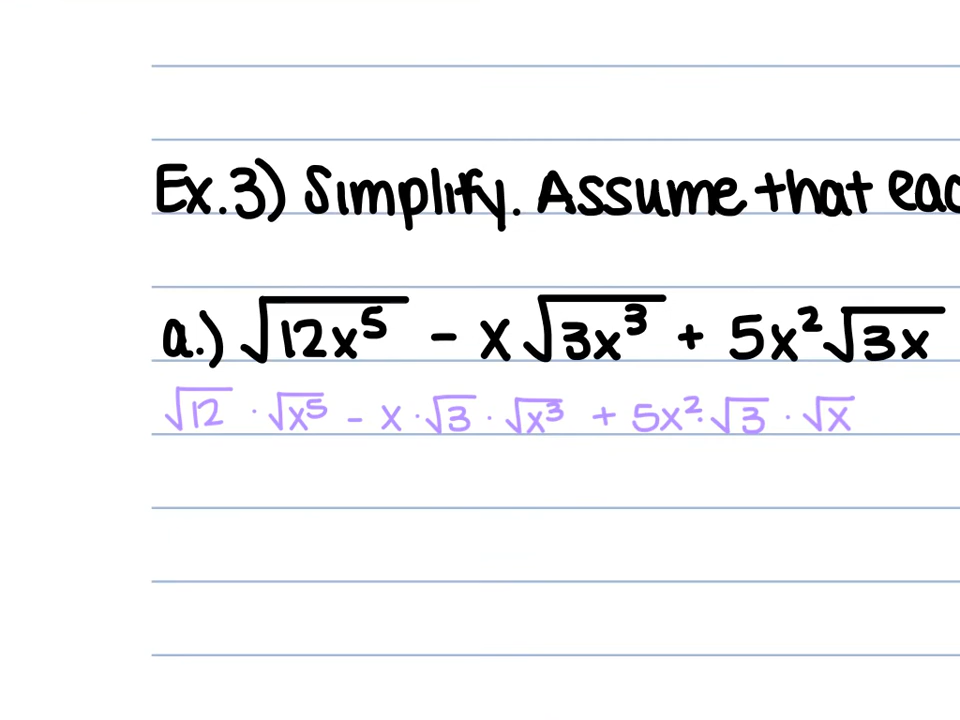 Ex.3) Simplify. Assume that eac
a.) √12x⁵ - x√3x³ + 5x²√3x
√12 · √x⁵ - x · √3 · √x³ + 5x² · √3 · √x